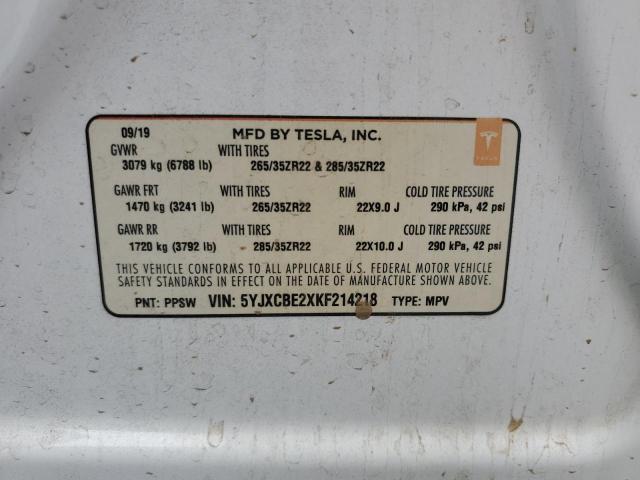 09/19 MFD BY TESLA, INC.
GVWR WITH TIRES
3079 kg (6788 lb) 265/35ZR22 & 285/35ZR22
GAWR FRT WITH TIRES RIM COLD TIRE PRESSURE
1470 kg (3241 lb) 265/35ZR22 22X9.0 J 290 kPa, 42 psi
GAWR RR WITH TIRES RIM COLD TIRE PRESSURE
1720 kg (3792 lb) 285/35ZR22 22X10.0 J 290 kPa, 42 psi
THIS VEHICLE CONFORMS TO ALL APPLICABLE U.S. FEDERAL MOTOR VEHICLE
SAFETY STANDARDS IN EFFECT ON THE DATE OF MANUFACTURE SHOWN ABOVE.
PNT: PPSW VIN: 5YJXCBE2XKF214218 TYPE: MPV
TESLA